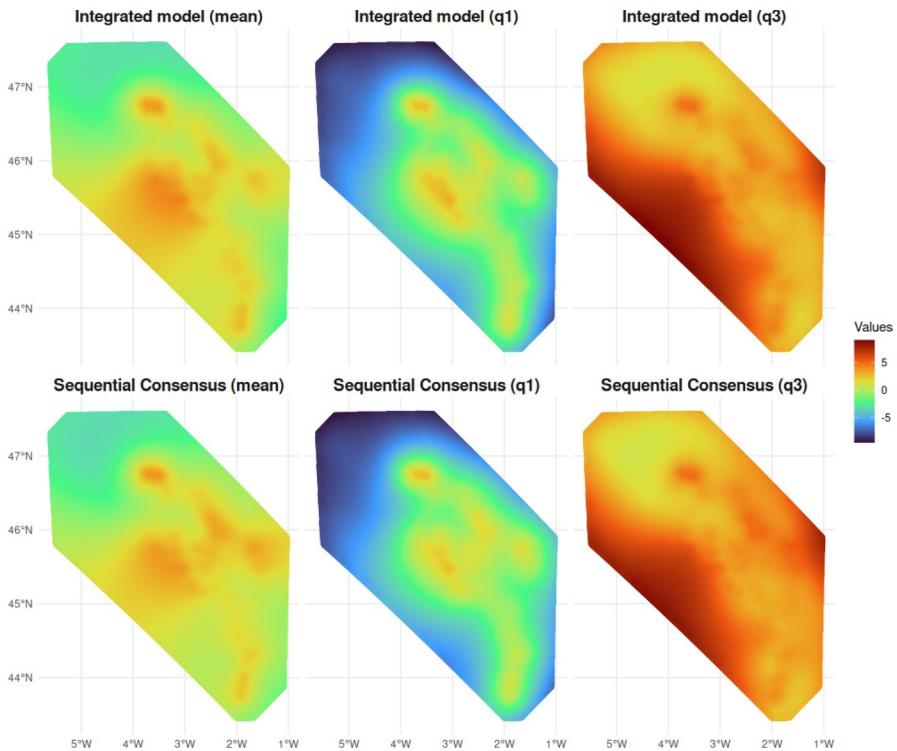 Integrated model (mean) Integrated model (q1) Integrated model (q3)
47°N
46°N
45°N
44°N
Values
5
0
-5
Sequential Consensus (mean) Sequential Consensus (q1) Sequential Consensus (q3)
47°N
46°N
45°N
44°N
5°W 4°W 3°W 2°W 1°W 5°W 4°W 3°W 2°W 1°W 5°W 4°W 3°W 2°W 1°W